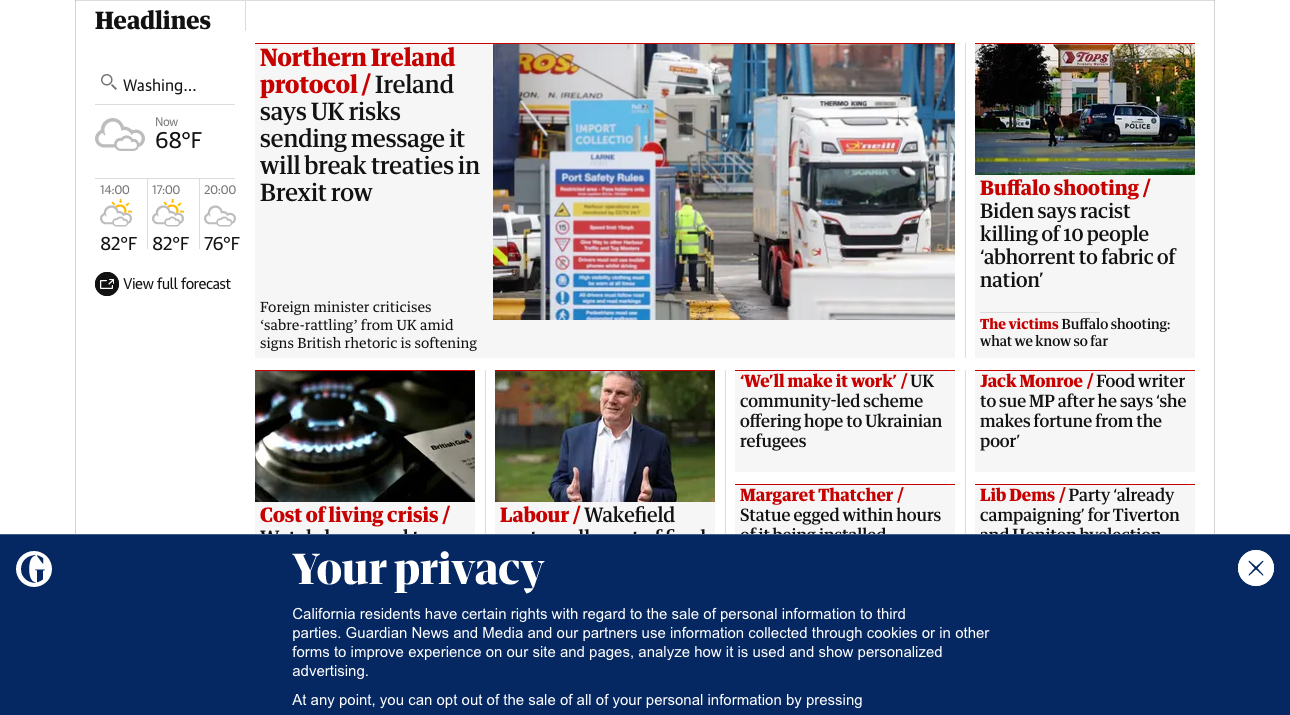 Headlines
Washing...
Now
68°F
14:00
17:00
20:00
82°F
82°F
76°F
View full forecast
Northern Ireland
protocol / Ireland
says UK risks
sending message it
will break treaties in
Brexit row
Foreign minister criticises
‘sabre-rattling’ from UK amid
signs British rhetoric is softening
ROS.
N. IRELAND
IMPORT
COLLECTIO
LARNE
Port Safety Rules
THERMO KING
oneill
SCANIA
TOPS
POLICE
Buffalo shooting /
Biden says racist
killing of 10 people
‘abhorrent to fabric of
nation’
The victims Buffalo shooting:
what we know so far
British Gas
Cost of living crisis /
Labour / Wakefield
‘We’ll make it work’ / UK
community-led scheme
offering hope to Ukrainian
refugees
Margaret Thatcher /
Statue egged within hours
of it being installed
Jack Monroe / Food writer
to sue MP after he says ‘she
makes fortune from the
poor’
Lib Dems / Party ‘already
campaigning’ for Tiverton
and Honiton byelection
G
Your privacy
California residents have certain rights with regard to the sale of personal information to third
parties. Guardian News and Media and our partners use information collected through cookies or in other
forms to improve experience on our site and pages, analyze how it is used and show personalized
advertising.
At any point, you can opt out of the sale of all of your personal information by pressing